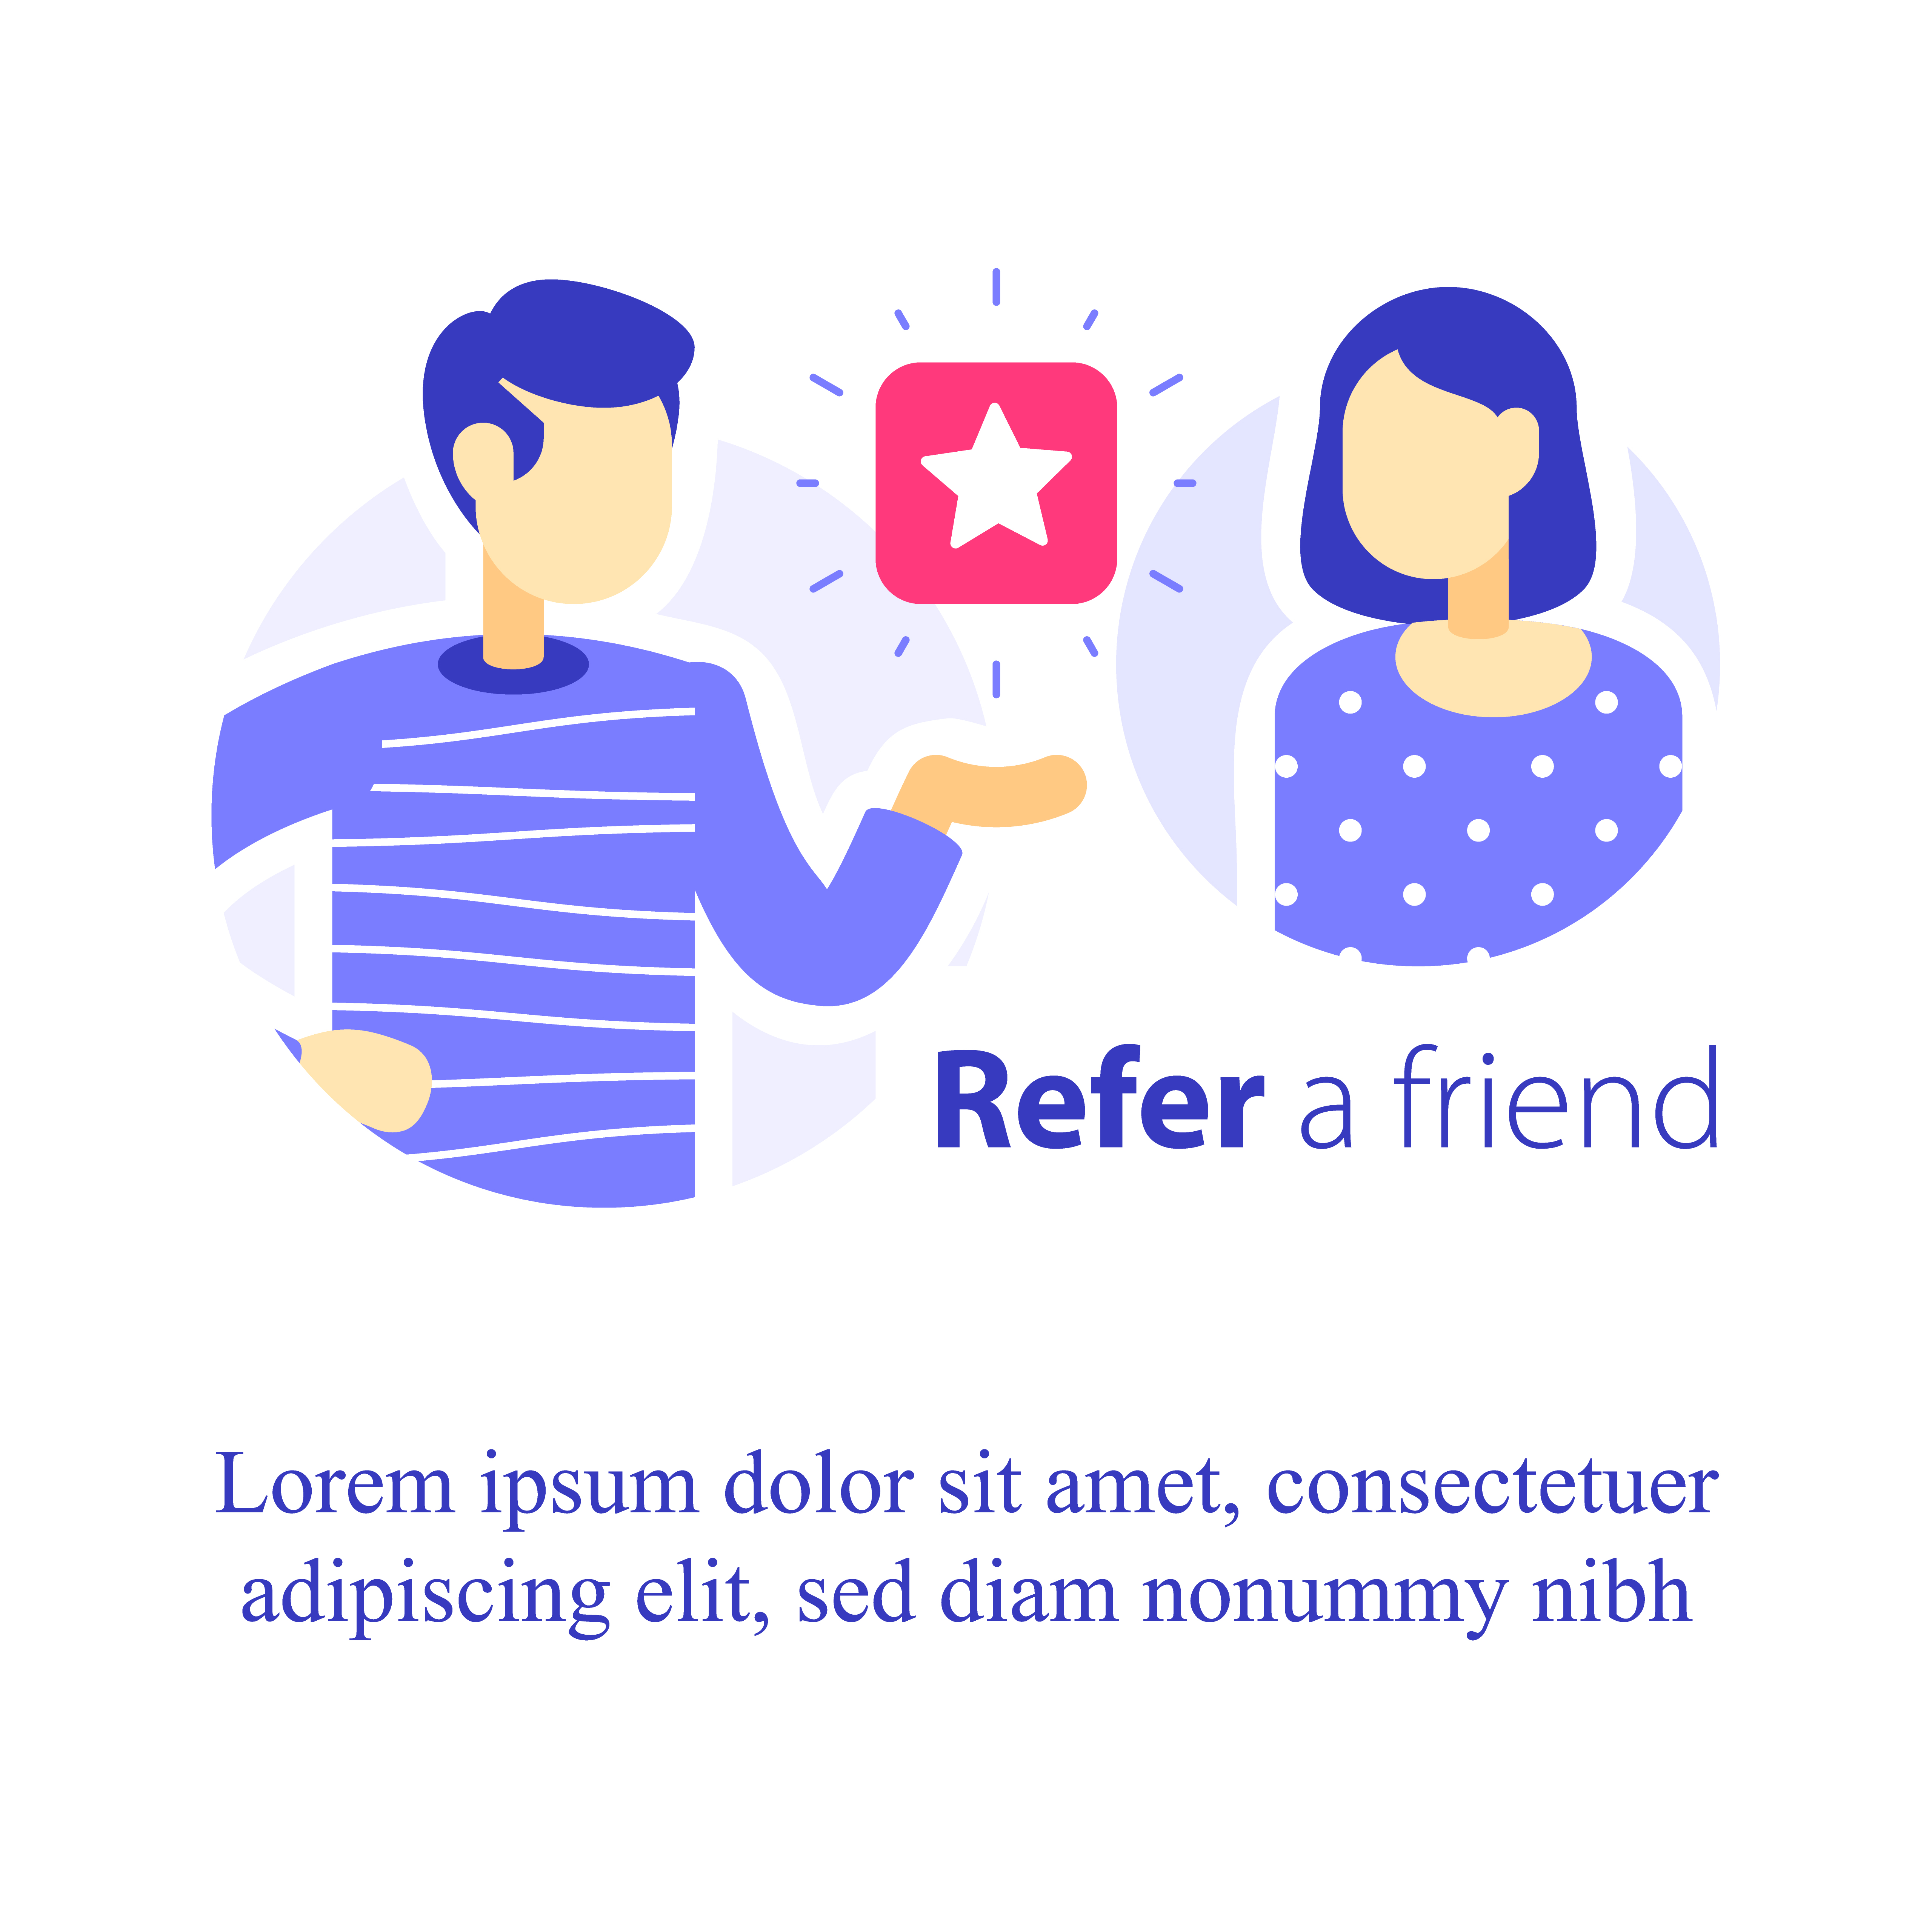 Refer a friend
Lorem ipsum dolor sit amet, consectetuer
adipiscing elit, sed diam nonummy nibh